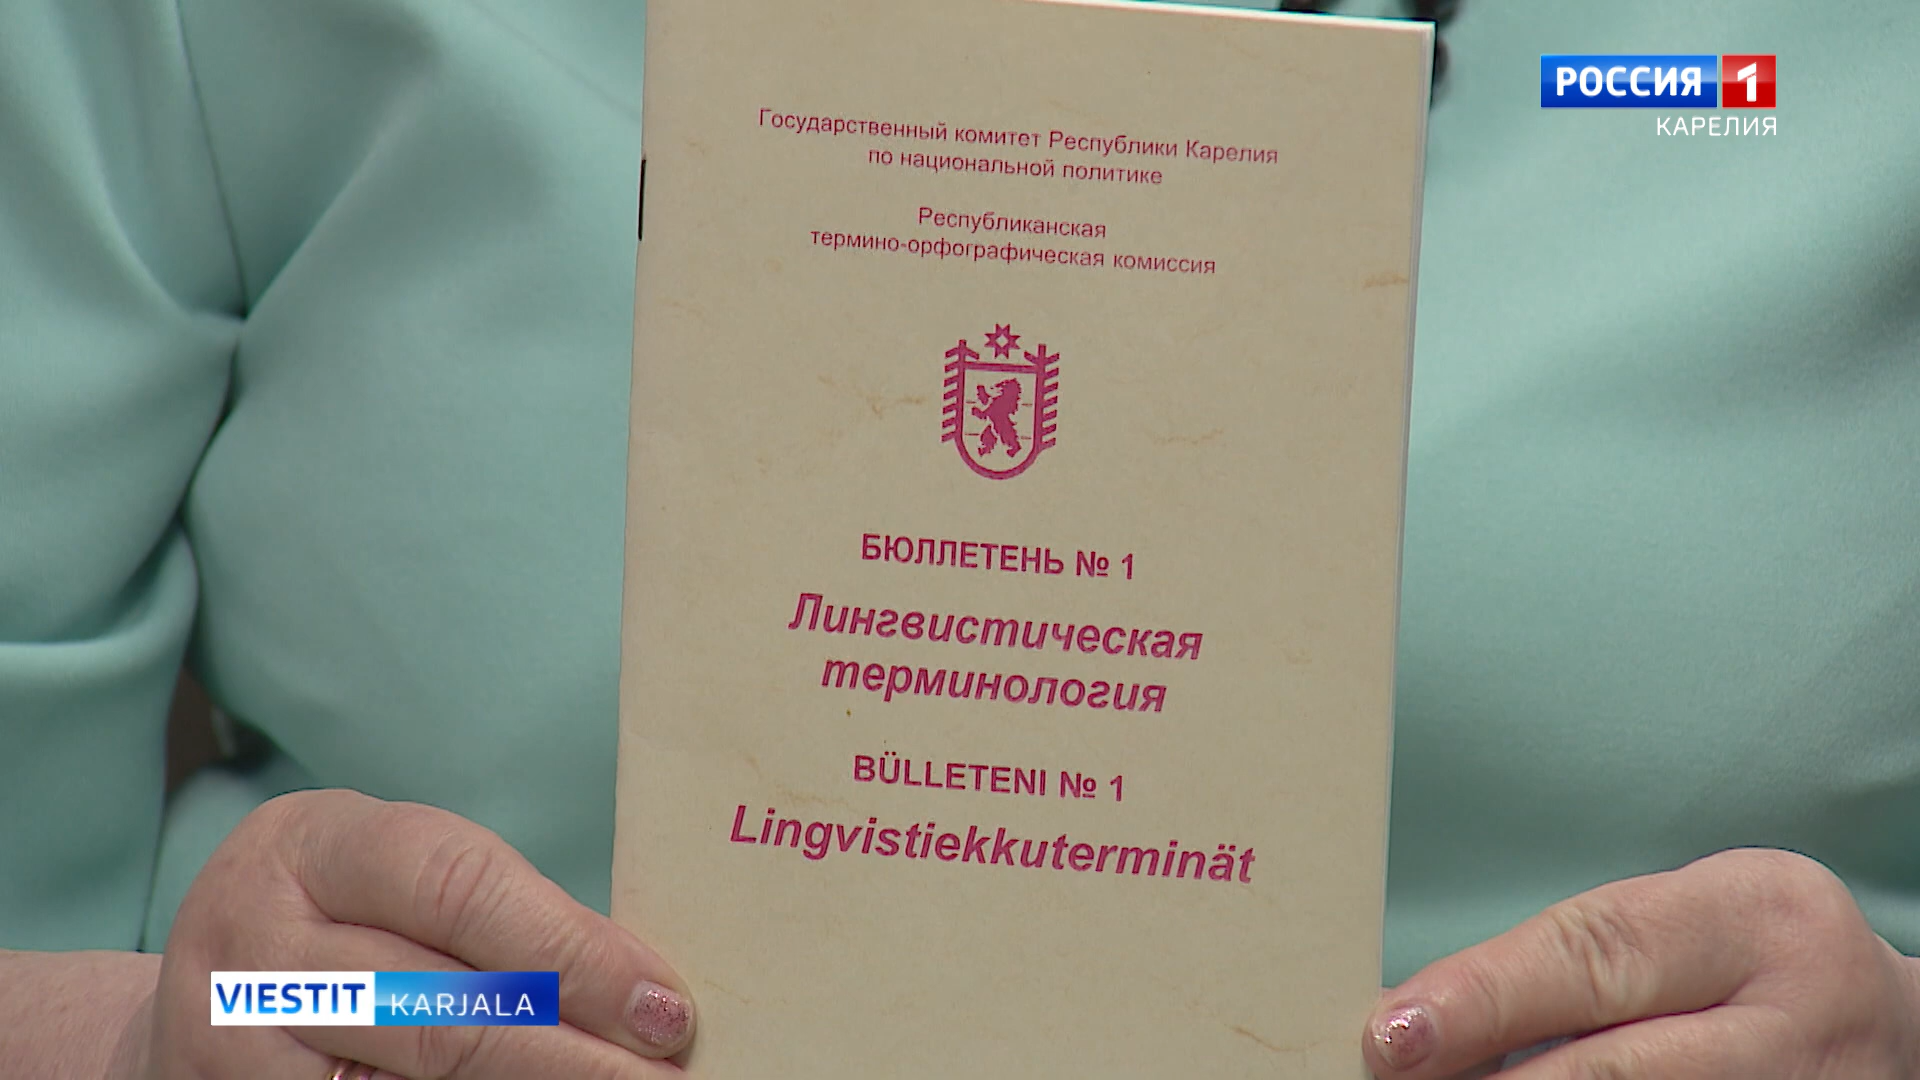 РОССИЯ 1
КАРЕЛИЯ
Государственный комитет Республики Карелия
по национальной политике
Республиканская
термино-орфографическая комиссия
БЮЛЛЕТЕНЬ № 1
Лингвистическая
терминология
BÜLLETENI № 1
Lingvistiekkuterminät
VIESTIT KARJALA